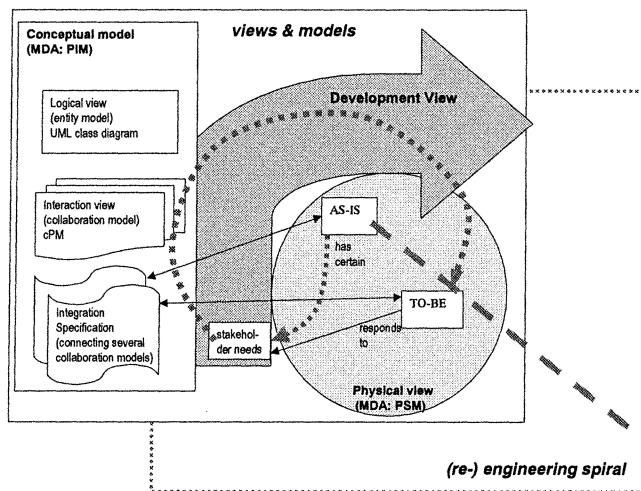 Conceptual model
(MDA: PIM)
views & models
Logical view
(entity model)
UML class diagram
Development View
Interaction view
(collaboration model)
cPM
AS-IS
has
certain
TO-BE
Integration
Specification
(connecting several
collaboration models)
stakehol-
der needs
responds
to
Physical view
(MDA: PSM)
(re-) engineering spiral